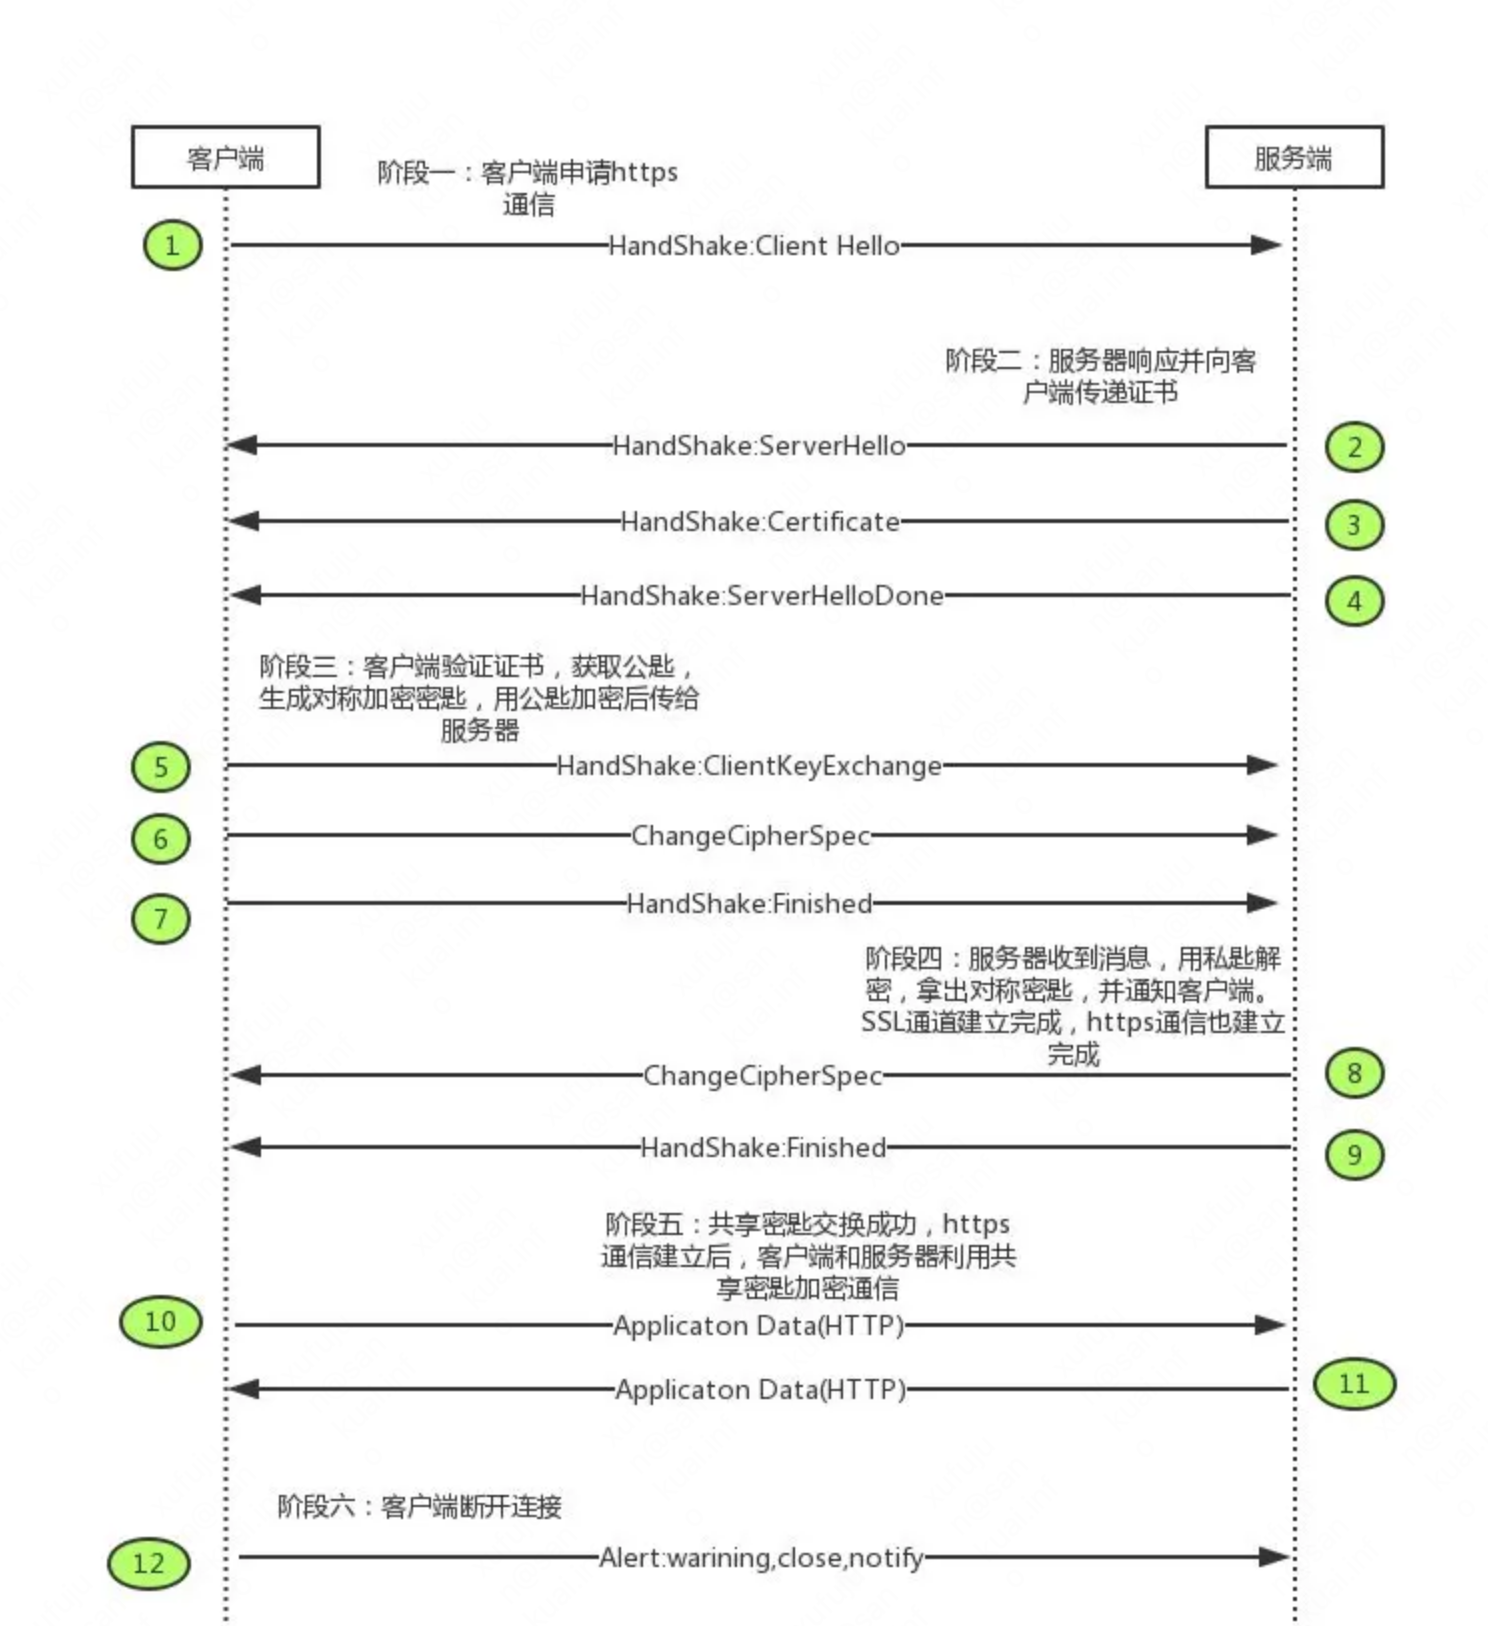 客户端
服务端
阶段一：客户端申请https
通信
1
HandShake:Client Hello
阶段二：服务器响应并向客
户端传递证书
HandShake:ServerHello
2
HandShake:Certificate
3
HandShake:ServerHelloDone
4
阶段三：客户端验证证书，获取公匙，
生成对称加密密匙，用公匙加密后传给
服务器
5
HandShake:ClientKeyExchange
6
ChangeCipherSpec
7
HandShake:Finished
阶段四：服务器收到消息，用私匙解
密，拿出对称密匙，并通知客户端。
SSL通道建立完成，https通信也建立
完成
ChangeCipherSpec
8
HandShake:Finished
9
阶段五：共享密匙交换成功，https
通信建立后，客户端和服务器利用共
享密匙加密通信
10
Applicaton Data(HTTP)
Applicaton Data(HTTP)
11
阶段六：客户端断开连接
12
Alert:warining,close,notify